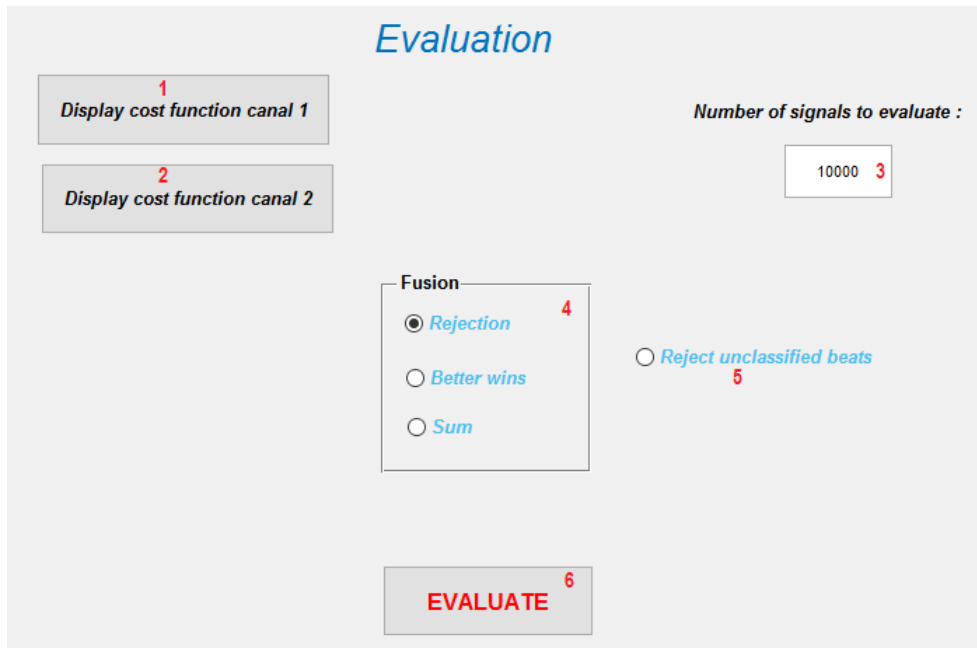 Evaluation
1
Display cost function canal 1
Number of signals to evaluate :
10000 3
2
Display cost function canal 2
Fusion
4
Rejection
Reject unclassified beats
5
Better wins
Sum
6
EVALUATE